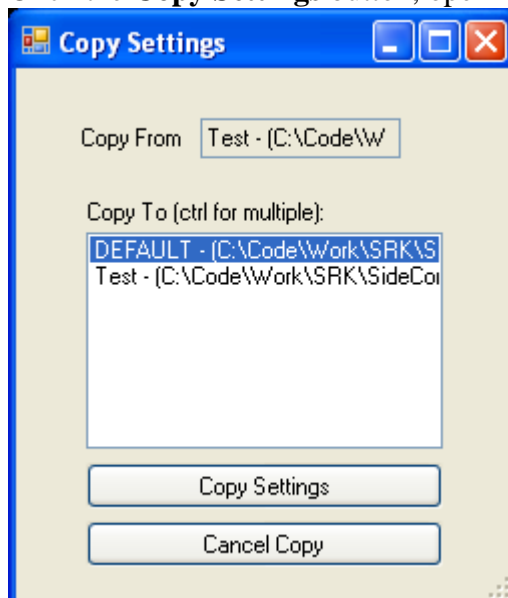 Copy Settings
Copy From Test - (C:\Code\W
Copy To (ctrl for multiple):
DEFAULT - (C:\Code\Work\SRK\S
Test - (C:\Code\Work\SRK\SideCo
Copy Settings
Cancel Copy